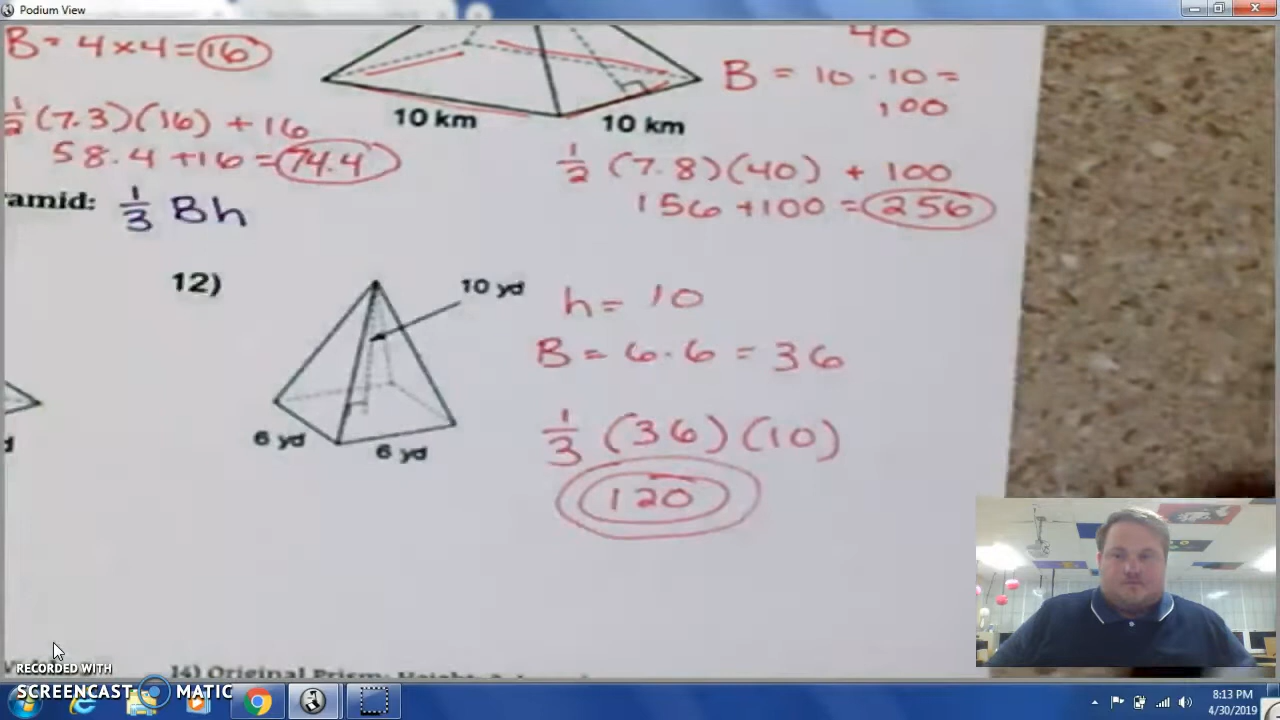 Podium View
B = 4 x 4 = 16
40
B = 10 · 10 =
100
10 km
10 km
1/2 (7.3)(16) + 16
58.4 + 16 = 74.4
1/2 (7.8)(40) + 100
156 + 100 = 256
amid: 1/3 Bh
12)
10 yd
6 yd
6 yd
h = 10
B = 6 · 6 = 36
1/3 (36)(10)
120
14) Original Prism: Height:
RECORDED WITH
SCREENCAST MATIC
8:13 PM
4/30/2019